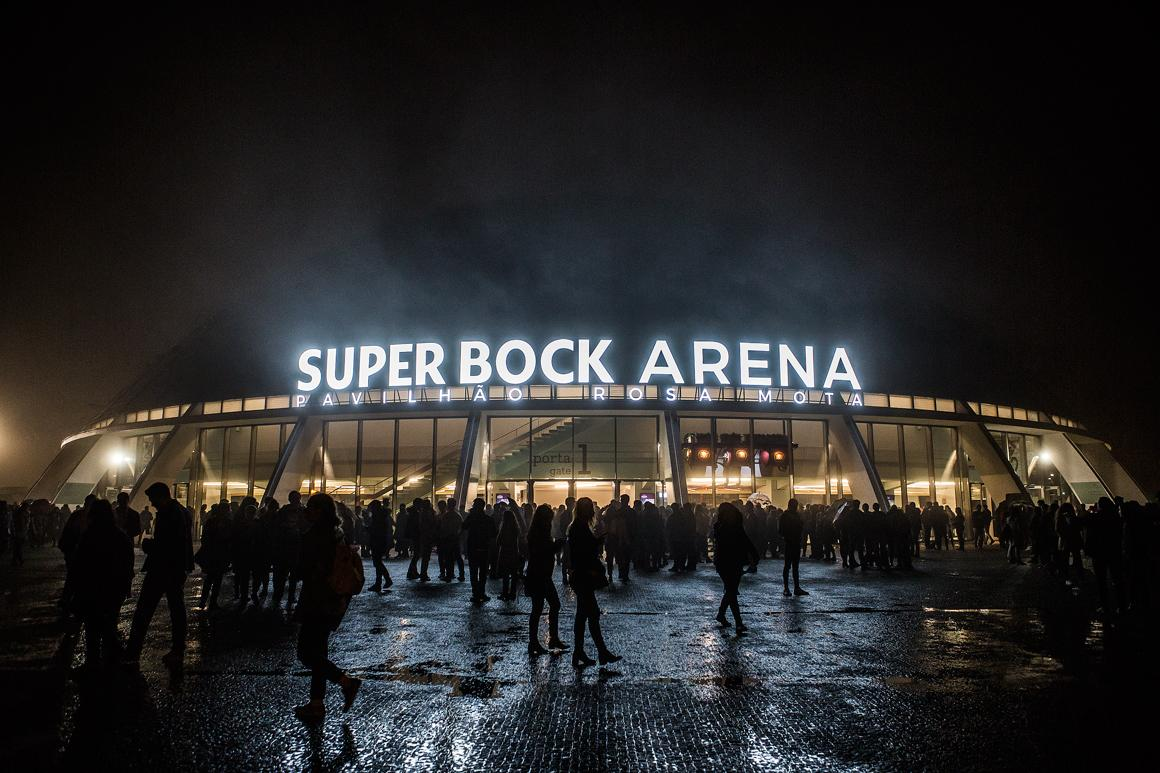 SUPER BOCK ARENA
PAVILHÃO ROSA MOTA
porta
gate 1